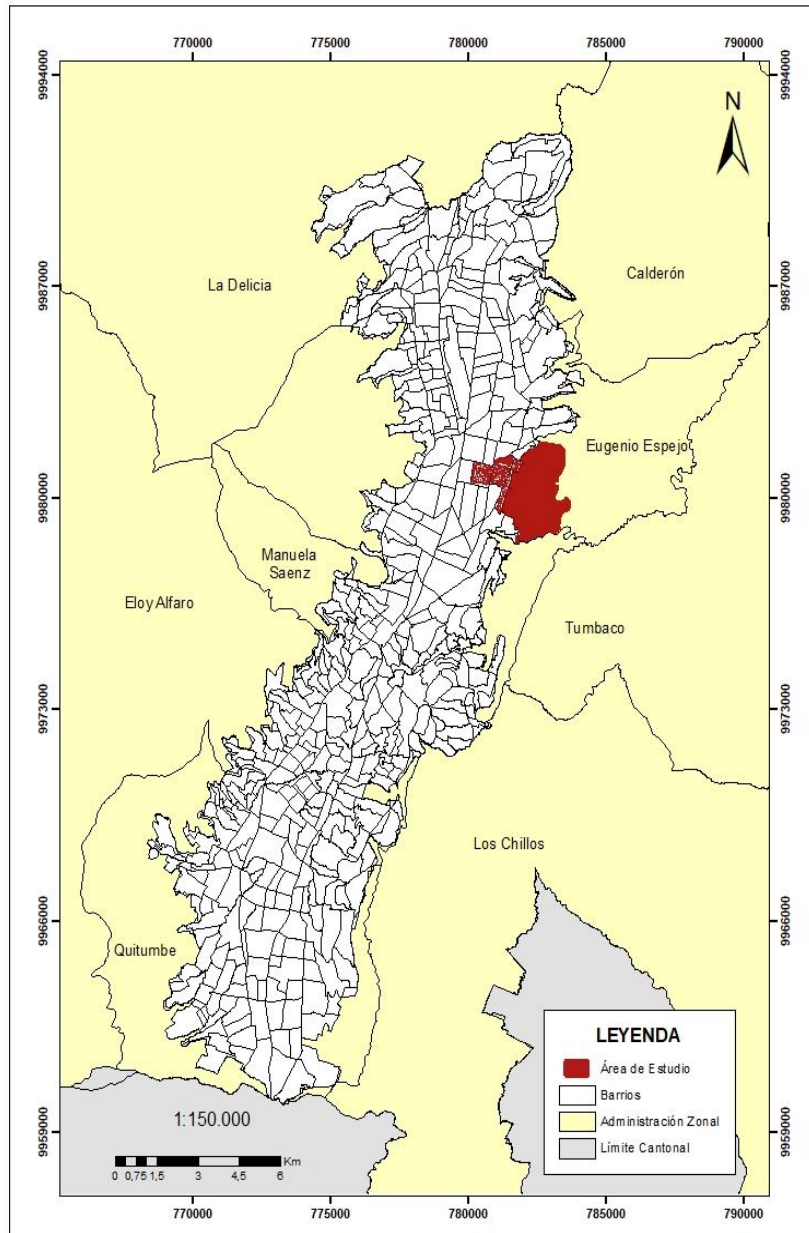 770000 775000 780000 785000 790000
9994000
9994000
N
Calderón
La Delicia
9987000
9987000
Eugenio Espejo
9980000
9980000
Manuela
Saenz
Eloy Alfaro
Tumbaco
9973000
9973000
Los Chillos
9966000
9966000
Quitumbe
LEYENDA
Área de Estudio
Barrios
Administración Zonal
Límite Cantonal
1:150.000
9959000
9959000
Km
0 0,75 1,5 3 4,5 6
770000 775000 780000 785000 790000